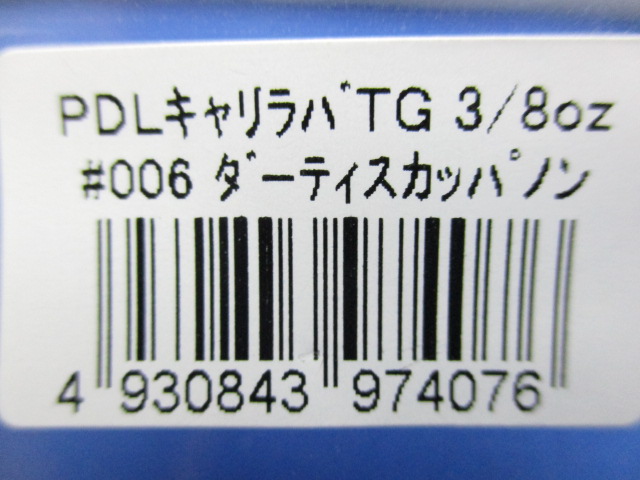 PDLｷｬﾘﾗﾊﾞTG 3/8oz
#006 ﾀﾞｰﾃｨｽｶｯﾊﾟﾉﾝ
4 930843 974076